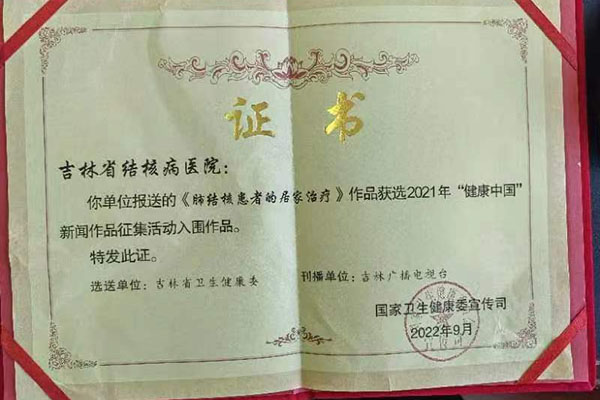 证书
吉林省结核病医院：
你单位报送的《肺结核患者的居家治疗》作品获选2021年“健康中国”
新闻作品征集活动入围作品。
特发此证。
选送单位：吉林省卫生健康委 刊播单位：吉林广播电视台
国家卫生健康委宣传司
2022年9月